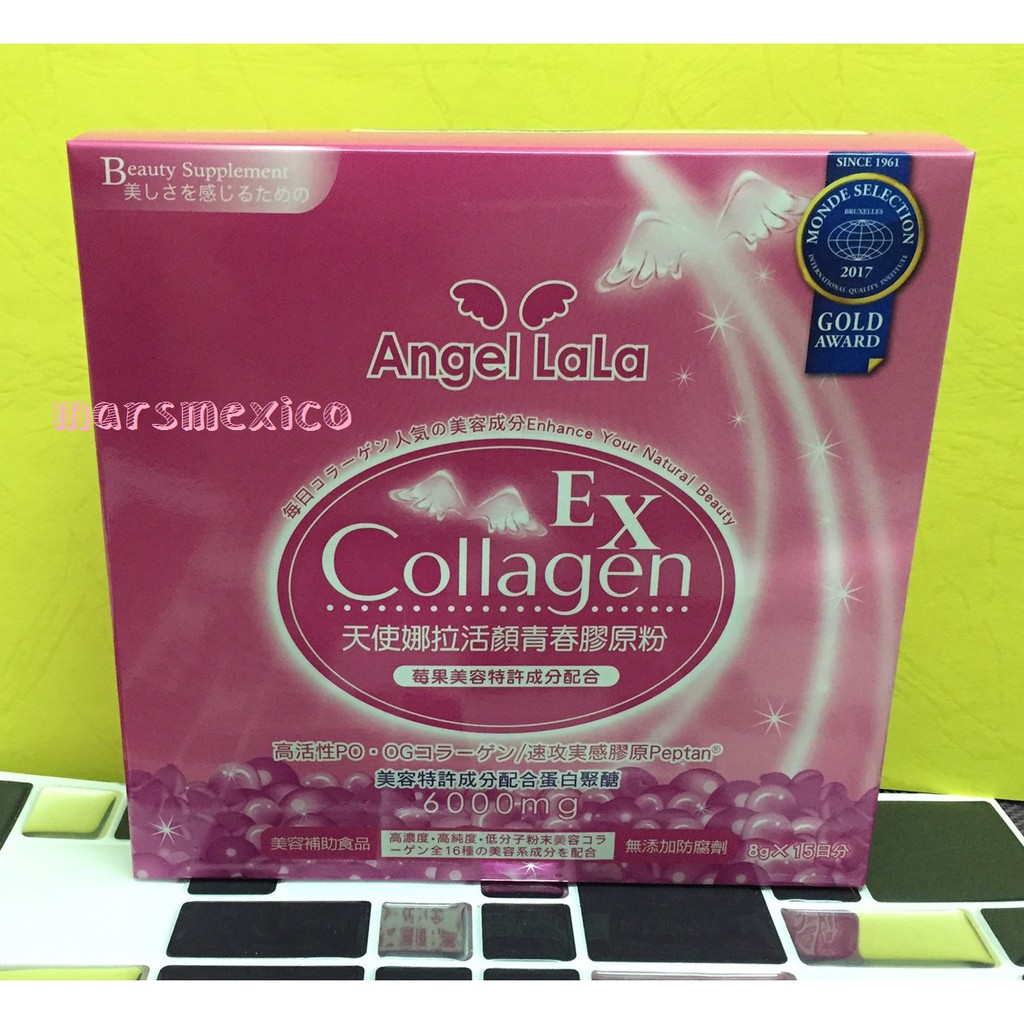 Beauty Supplement
美しさを感じるための
SINCE 1961
MONDE SELECTION
BRUXELLES
2017
INTERNATIONAL QUALITY INSTITUTE
GOLD
AWARD
Angel LaLa
marsmexico
毎日コラーゲン人気の美容成分Enhance Your Natural Beauty
EX
Collagen
天使娜拉活顏青春膠原粉
莓果美容特許成分配合
高活性PO・OGコラーゲン/速攻実感膠原Peptan®
美容特許成分配合蛋白聚醣
6000mg
美容補助食品
高濃度・高純度・低分子粉末美容コラ
ーゲン全16種の美容系成分を配合
無添加防腐劑
8g×15日分